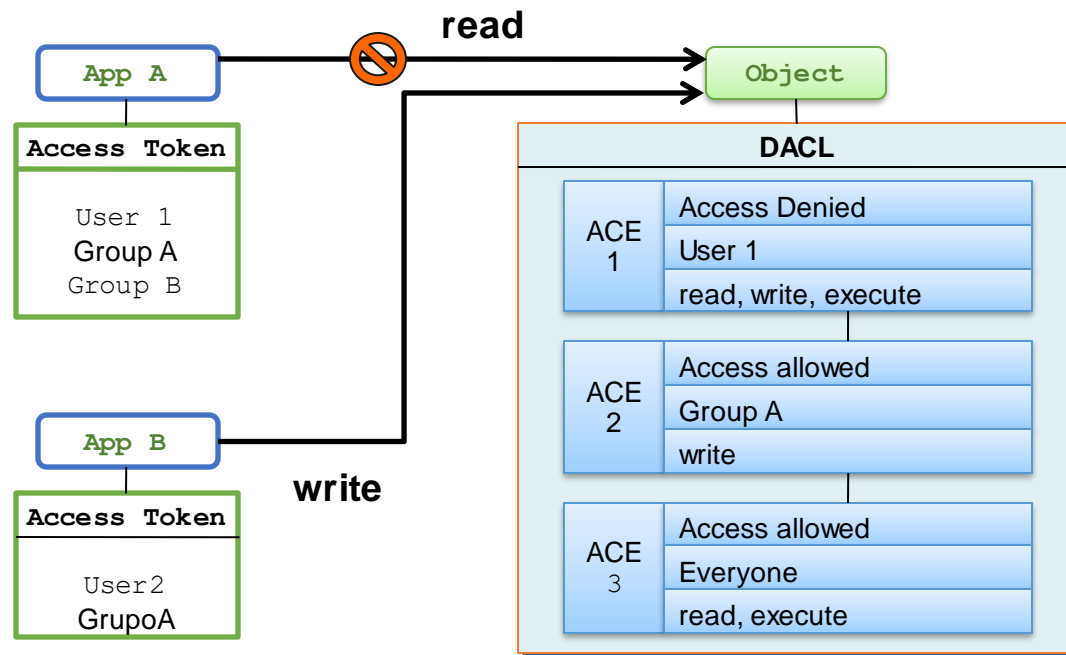 read
App A
Object
Access Token
User 1
Group A
Group B
App B
write
Access Token
User2
GrupoA
DACL
ACE
1
Access Denied
User 1
read, write, execute
ACE
2
Access allowed
Group A
write
ACE
3
Access allowed
Everyone
read, execute